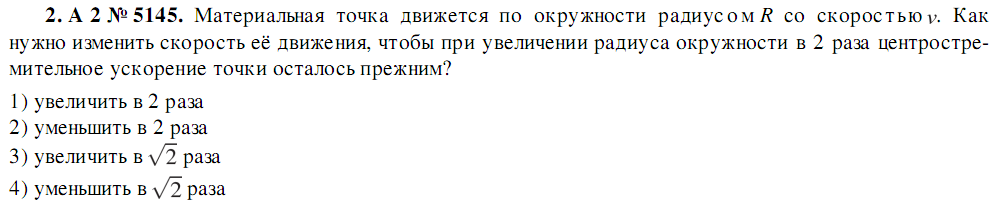 2. А 2 № 5145. Материальная точка движется по окружности радиусом R со скоростью v. Как
нужно изменить скорость её движения, чтобы при увеличении радиуса окружности в 2 раза центростре-
мительное ускорение точки осталось прежним?
1) увеличить в 2 раза
2) уменьшить в 2 раза
3) увеличить в √2 раза
4) уменьшить в √2 раза